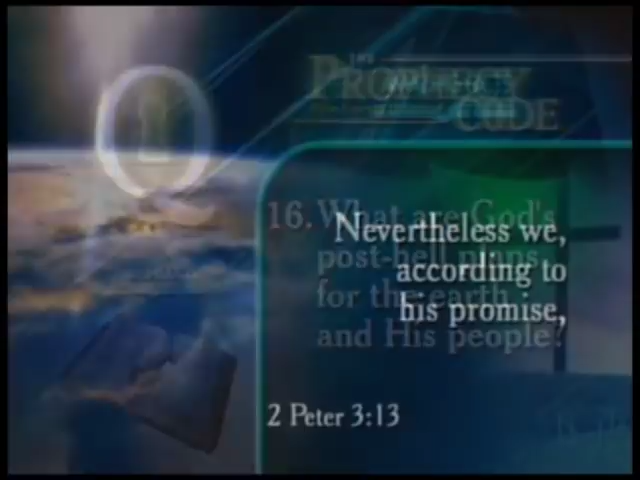 THE
PROPHECY
CODE
16. What are God's
post-hell plans
for the earth
and His people?
Nevertheless we,
according to
his promise,
2 Peter 3:13